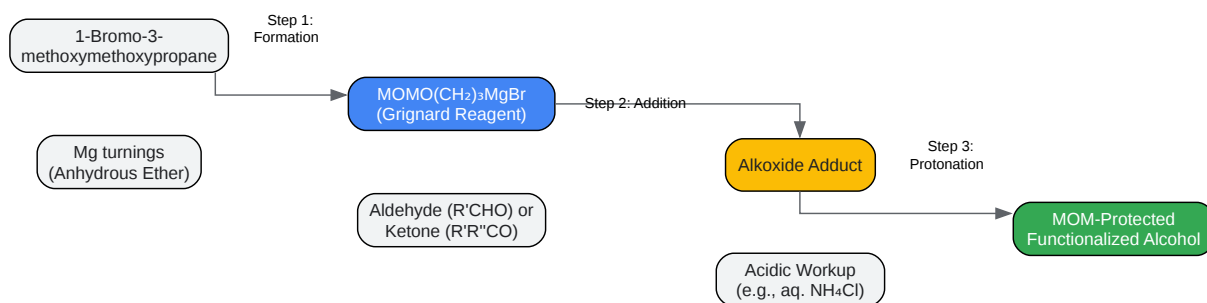 1-Bromo-3-
methoxymethoxypropane
Step 1:
Formation
MOMO(CH₂)₃MgBr
(Grignard Reagent)
Mg turnings
(Anhydrous Ether)
Step 2: Addition
Aldehyde (R'CHO) or
Ketone (R'R"CO)
Alkoxide Adduct
Step 3:
Protonation
Acidic Workup
(e.g., aq. NH₄Cl)
MOM-Protected
Functionalized Alcohol